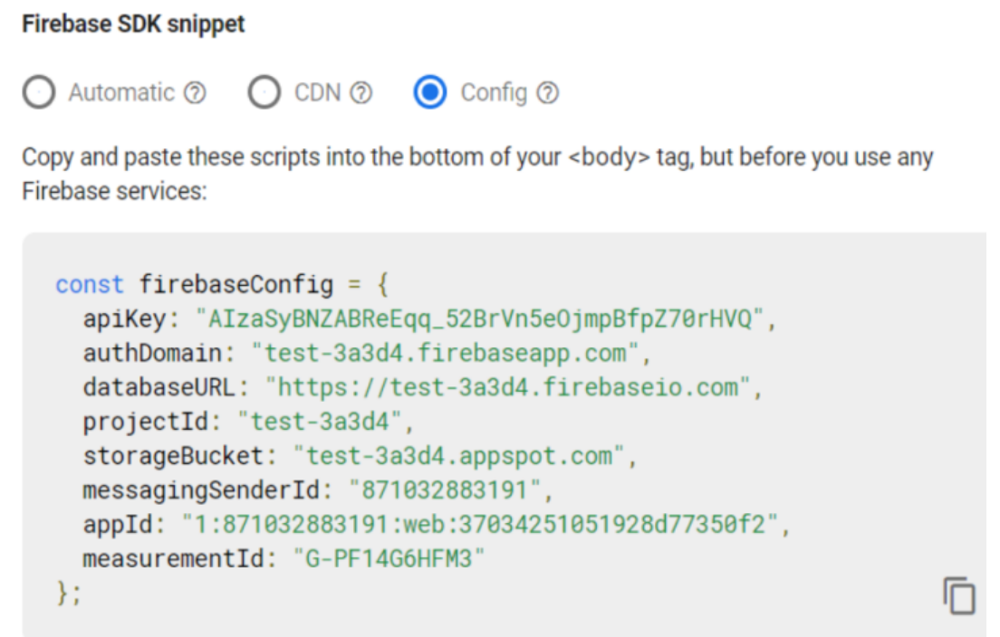 Firebase SDK snippet
Automatic ? CDN ? Config ?
Copy and paste these scripts into the bottom of your <body> tag, but before you use any
Firebase services:
const firebaseConfig = {
apiKey: "AIzaSyBNZABReEqq_52BrVn5eOjmpBfpZ70rHVQ",
authDomain: "test-3a3d4.firebaseapp.com",
databaseURL: "https://test-3a3d4.firebaseio.com",
projectId: "test-3a3d4",
storageBucket: "test-3a3d4.appspot.com",
messagingSenderId: "871032883191",
appId: "1:871032883191:web:37034251051928d77350f2",
measurementId: "G-PF14G6HFM3"
};